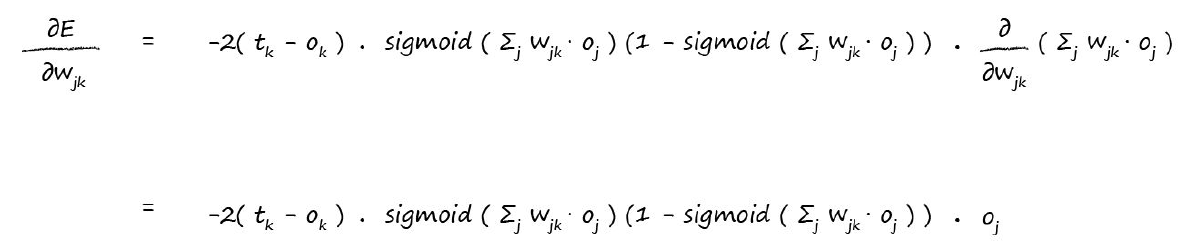 ∂E/∂w_jk = -2( t_k - o_k ) . sigmoid ( Σ_j w_jk · o_j ) (1 - sigmoid ( Σ_j w_jk · o_j ) ) . ∂/∂w_jk ( Σ_j w_jk · o_j )
= -2( t_k - o_k ) . sigmoid ( Σ_j w_jk · o_j ) (1 - sigmoid ( Σ_j w_jk · o_j ) ) . o_j